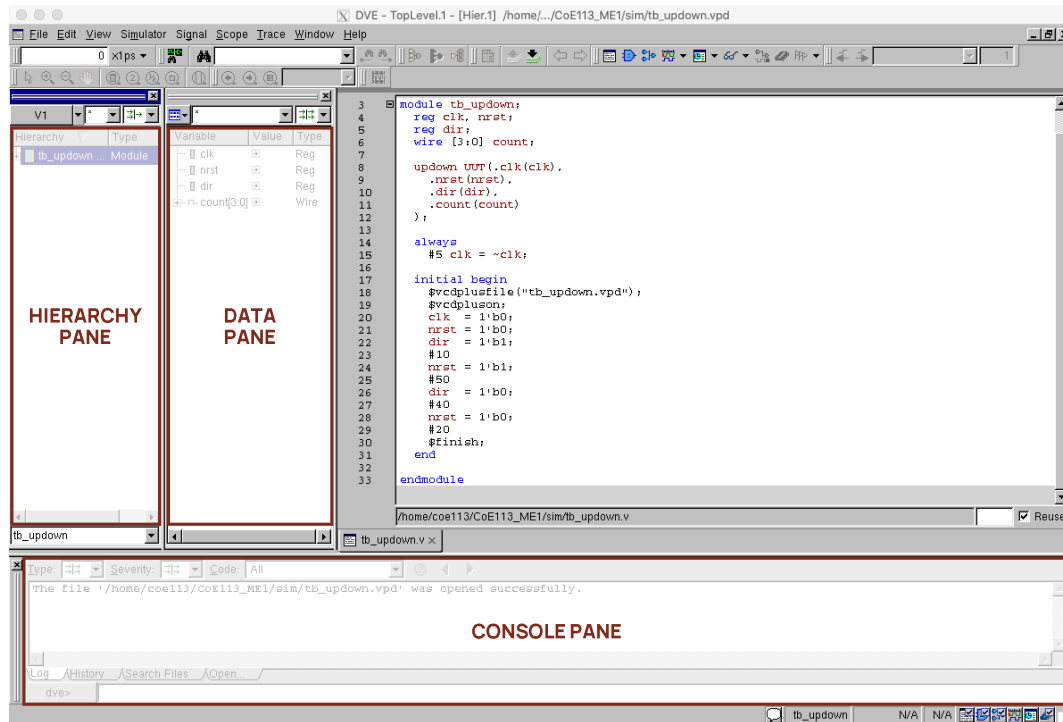 DVE - TopLevel.1 - [Hier.1] /home/.../CoE113_ME1/sim/tb_updown.vpd
File Edit View Simulator Signal Scope Trace Window Help
0 x1ps
1
V1 *
*
Hierarchy Type
tb_updown ... Module
Variable Value Type
clk Reg
nrst Reg
dir Reg
count[3:0] Wire
HIERARCHY
PANE
DATA
PANE
tb_updown
3 module tb_updown;
4 reg clk, nrst;
5 reg dir;
6 wire [3:0] count;
7
8 updown UUT(.clk(clk),
9 .nrst(nrst),
10 .dir(dir),
11 .count(count)
12 );
13
14 always
15 #5 clk = ~clk;
16
17 initial begin
18 $vcdplusfile("tb_updown.vpd");
19 $vcdpluson;
20 clk = 1'b0;
21 nrst = 1'b0;
22 dir = 1'b1;
23 #10
24 nrst = 1'b1;
25 #50
26 dir = 1'b0;
27 #40
28 nrst = 1'b0;
29 #20
30 $finish;
31 end
32
33 endmodule
/home/coe113/CoE113_ME1/sim/tb_updown.v
Reuse
tb_updown.v
Type: Severity: Code: All
The file '/home/coe113/CoE113_ME1/sim/tb_updown.vpd' was opened successfully.
CONSOLE PANE
Log History Search Files Open...
dve>
tb_updown N/A N/A